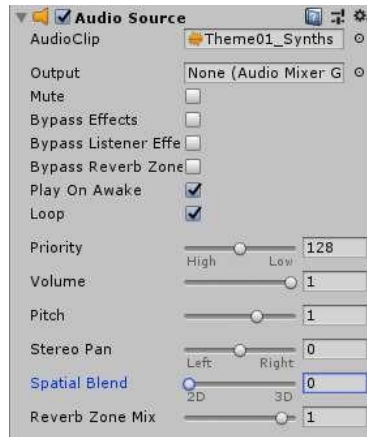 Audio Source
AudioClip Theme01_Synths
Output None (Audio Mixer G
Mute
Bypass Effects
Bypass Listener Effe
Bypass Reverb Zone
Play On Awake
Loop
Priority 128
High Low
Volume 1
Pitch 1
Stereo Pan 0
Left Right
Spatial Blend 0
2D 3D
Reverb Zone Mix 1